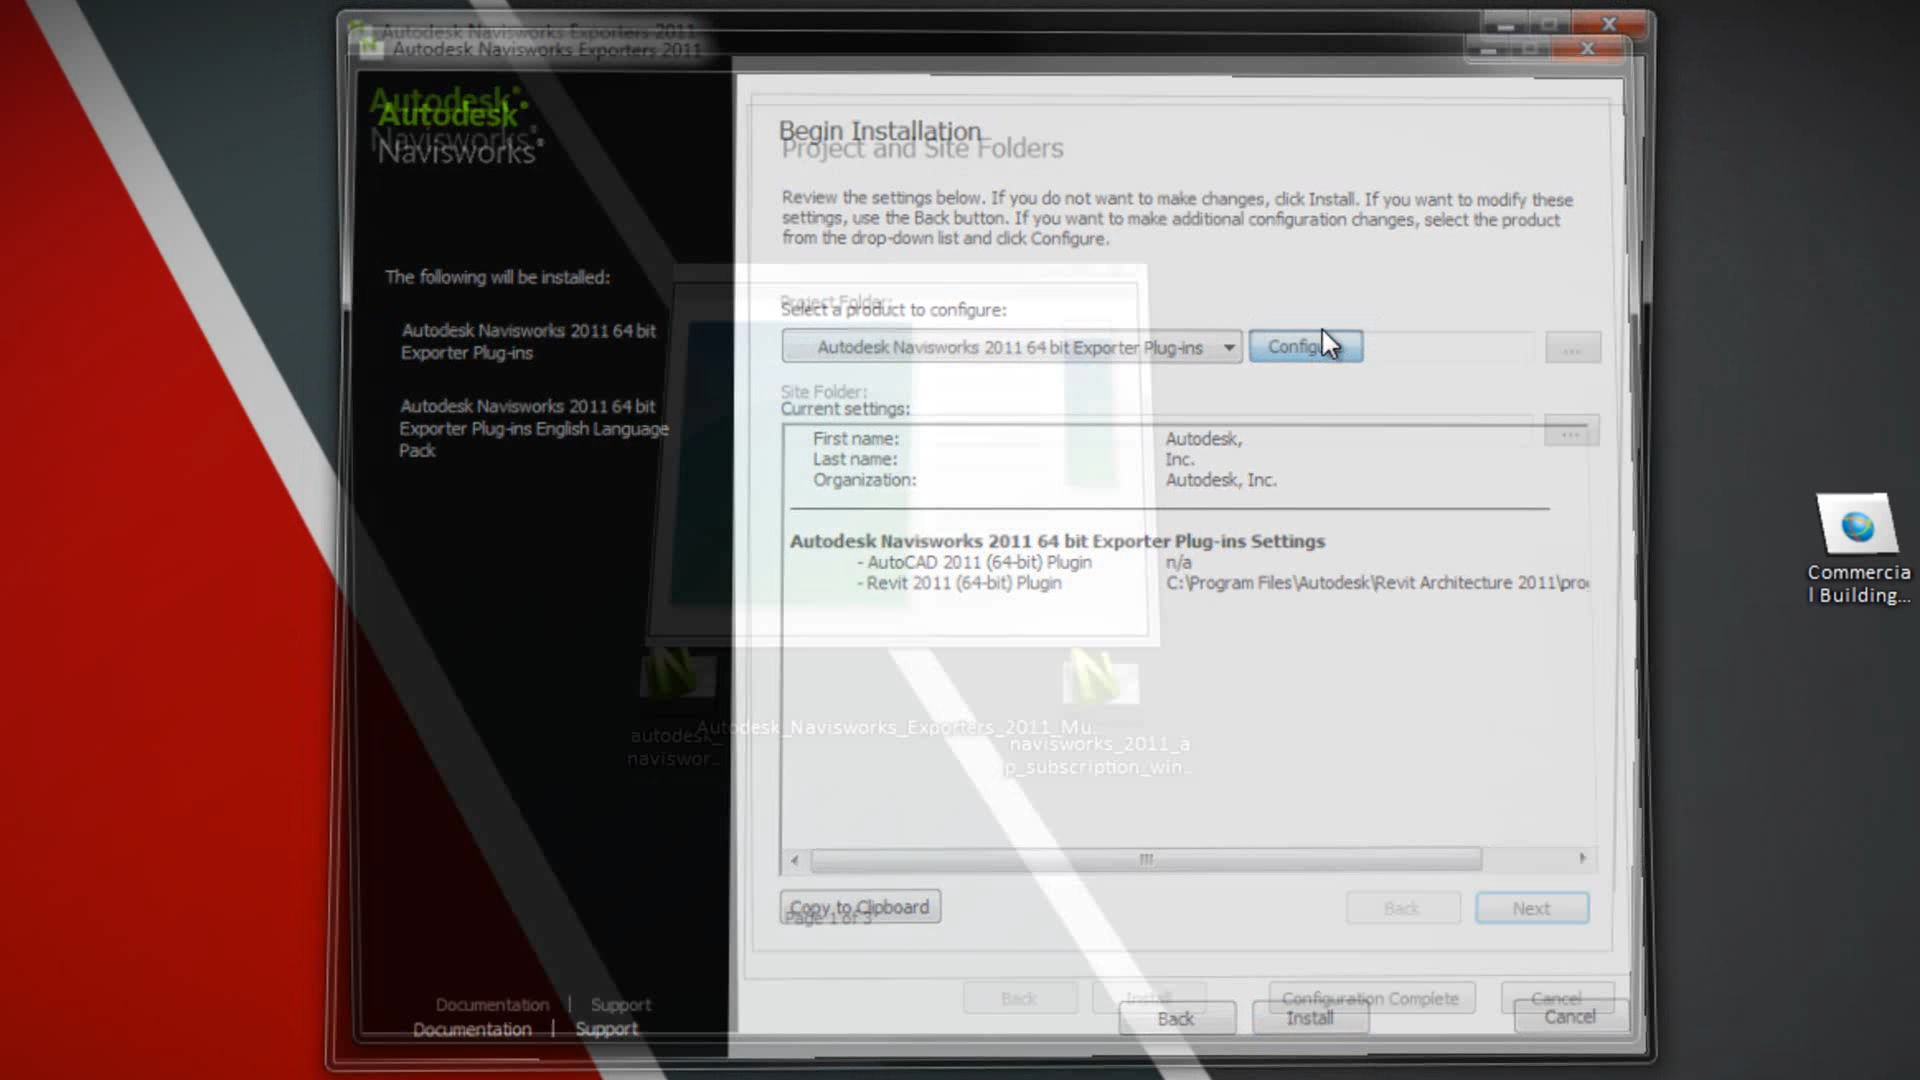 Autodesk Navisworks Exporters 2011
Autodesk Navisworks Exporters 2011
Autodesk
Autodesk
Navisworks
Navisworks
The following will be installed:
Autodesk Navisworks 2011 64 bit
Exporter Plug-ins
Autodesk Navisworks 2011 64 bit
Exporter Plug-ins English Language
Pack
Documentation | Support
Documentation | Support
Begin Installation
Project and Site Folders
Review the settings below. If you do not want to make changes, click Install. If you want to modify these
settings, use the Back button. If you want to make additional configuration changes, select the product
from the drop-down list and click Configure.
Project Folder:
Select a product to configure:
Autodesk Navisworks 2011 64 bit Exporter Plug-ins
...
Site Folder:
Current settings:
...
First name: Autodesk,
Last name: Inc.
Organization: Autodesk, Inc.
Autodesk Navisworks 2011 64 bit Exporter Plug-ins Settings
- AutoCAD 2011 (64-bit) Plugin n/a
- Revit 2011 (64-bit) Plugin C:\Program Files\Autodesk\Revit Architecture 2011\pro
autodesk_
naviswor...
Autodesk_Navisworks_Exporters_2011_Mu...
navisworks_2011_a
p_subscription_win...
Copy to Clipboard
Page 1 of 3
Back Next
Back Install Configuration Complete Cancel
Back Install Cancel
Commercia
l Building...